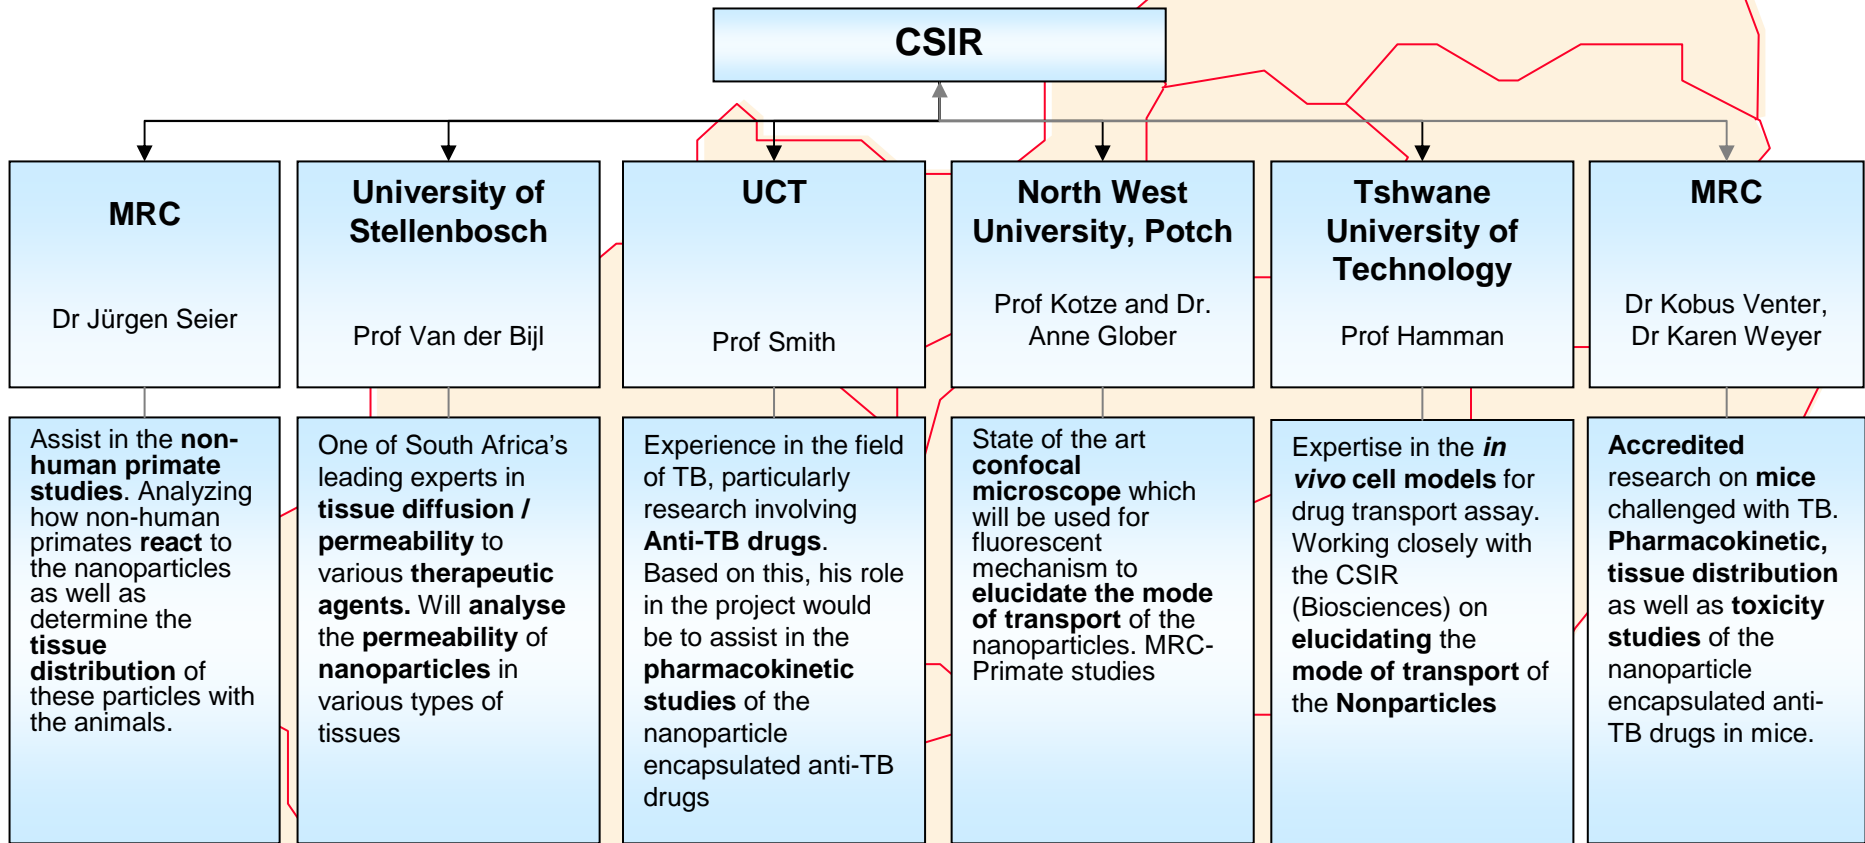 CSIR
MRC
Dr Jürgen Seier
University of
Stellenbosch
Prof Van der Bijl
UCT
Prof Smith
North West
University, Potch
Prof Kotze and Dr.
Anne Glober
Tshwane
University of
Technology
Prof Hamman
MRC
Dr Kobus Venter,
Dr Karen Weyer
Assist in the non-
human primate
studies. Analyzing
how non-human
primates react to
the nanoparticles
as well as
determine the
tissue
distribution of
these particles with
the animals.
One of South Africa's
leading experts in
tissue diffusion /
permeability to
various therapeutic
agents. Will analyse
the permeability of
nanoparticles in
various types of
tissues
Experience in the field
of TB, particularly
research involving
Anti-TB drugs.
Based on this, his role
in the project would
be to assist in the
pharmacokinetic
studies of the
nanoparticle
encapsulated anti-TB
drugs
State of the art
confocal
microscope which
will be used for
fluorescent
mechanism to
elucidate the mode
of transport of the
nanoparticles. MRC-
Primate studies
Expertise in the in
vivo cell models for
drug transport assay.
Working closely with
the CSIR
(Biosciences) on
elucidating the
mode of transport of
the Nonparticles
Accredited
research on mice
challenged with TB.
Pharmacokinetic,
tissue distribution
as well as toxicity
studies of the
nanoparticle
encapsulated anti-
TB drugs in mice.